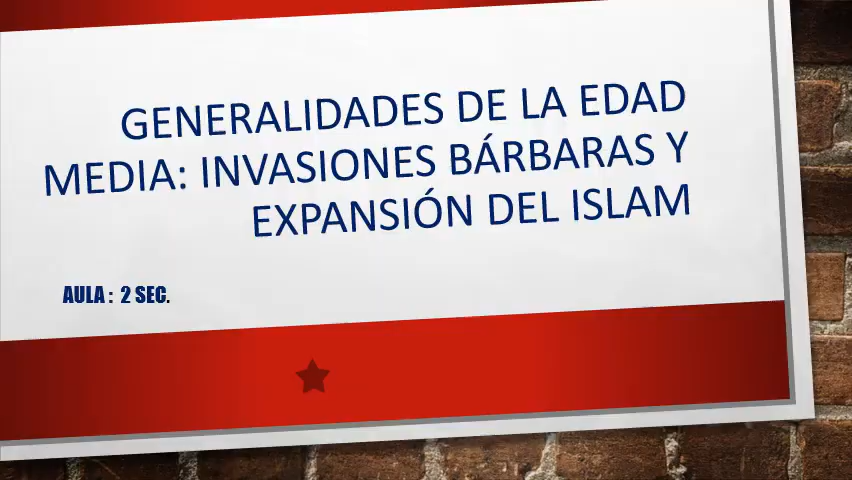 GENERALIDADES DE LA EDAD
MEDIA: INVASIONES BÁRBARAS Y
EXPANSIÓN DEL ISLAM
AULA : 2 SEC.